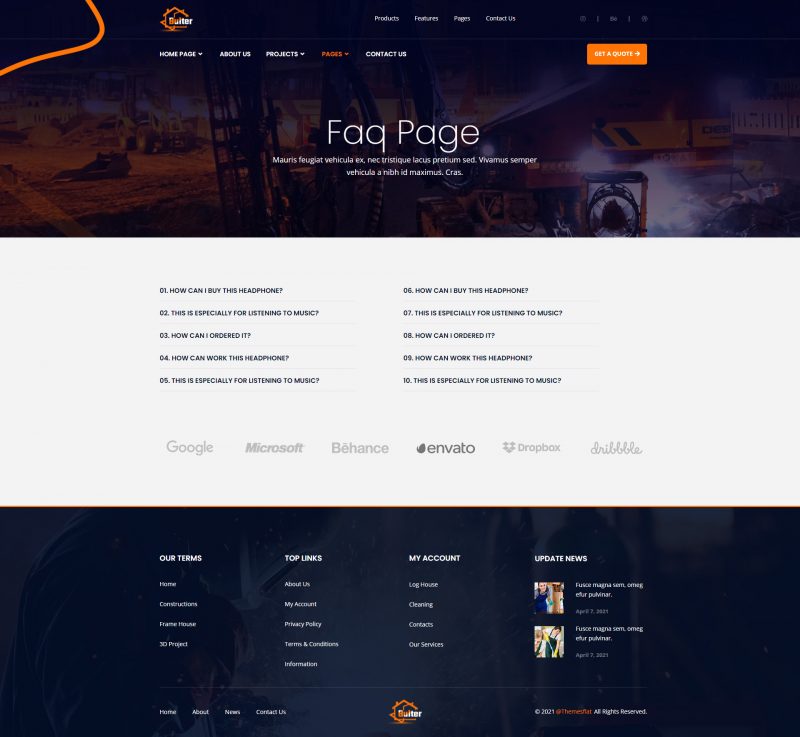 Builer
Products Features Pages Contact Us
Bē
HOME PAGE ABOUT US PROJECTS PAGES CONTACT US
GET A QUOTE
Faq Page
Mauris feugiat vehicula ex, nec tristique lacus pretium sed. Vivamus semper
vehicula a nibh id maximus. Cras.
01. HOW CAN I BUY THIS HEADPHONE?
02. THIS IS ESPECIALLY FOR LISTENING TO MUSIC?
03. HOW CAN I ORDERED IT?
04. HOW CAN WORK THIS HEADPHONE?
05. THIS IS ESPECIALLY FOR LISTENING TO MUSIC?
06. HOW CAN I BUY THIS HEADPHONE?
07. THIS IS ESPECIALLY FOR LISTENING TO MUSIC?
08. HOW CAN I ORDERED IT?
09. HOW CAN WORK THIS HEADPHONE?
10. THIS IS ESPECIALLY FOR LISTENING TO MUSIC?
Google Microsoft Bēhance envato Dropbox dribbble
OUR TERMS
Home
Constructions
Frame House
3D Project
TOP LINKS
About Us
My Account
Privacy Policy
Terms & Conditions
Information
MY ACCOUNT
Log House
Cleaning
Contacts
Our Services
UPDATE NEWS
Fusce magna sem, omeg
efur pulvinar.
April 7, 2021
Fusce magna sem, omeg
efur pulvinar.
April 7, 2021
Home About News Contact Us
Builer
© 2021 @Themesflat. All Rights Reserved.